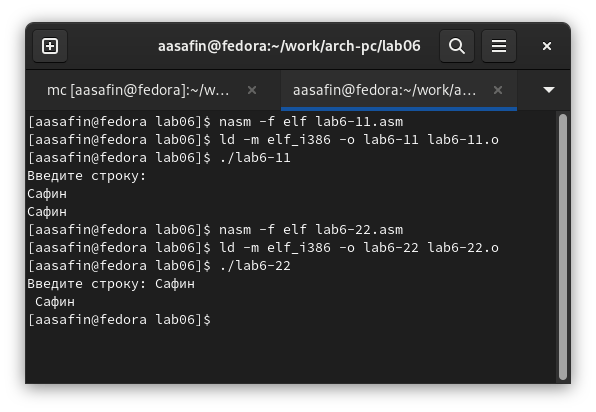 aasafin@fedora:~/work/arch-pc/lab06
mc [aasafin@fedora]:~/w...
aasafin@fedora:~/work/a...
[aasafin@fedora lab06]$ nasm -f elf lab6-11.asm
[aasafin@fedora lab06]$ ld -m elf_i386 -o lab6-11 lab6-11.o
[aasafin@fedora lab06]$ ./lab6-11
Введите строку:
Сафин
Сафин
[aasafin@fedora lab06]$ nasm -f elf lab6-22.asm
[aasafin@fedora lab06]$ ld -m elf_i386 -o lab6-22 lab6-22.o
[aasafin@fedora lab06]$ ./lab6-22
Введите строку: Сафин
 Сафин
[aasafin@fedora lab06]$